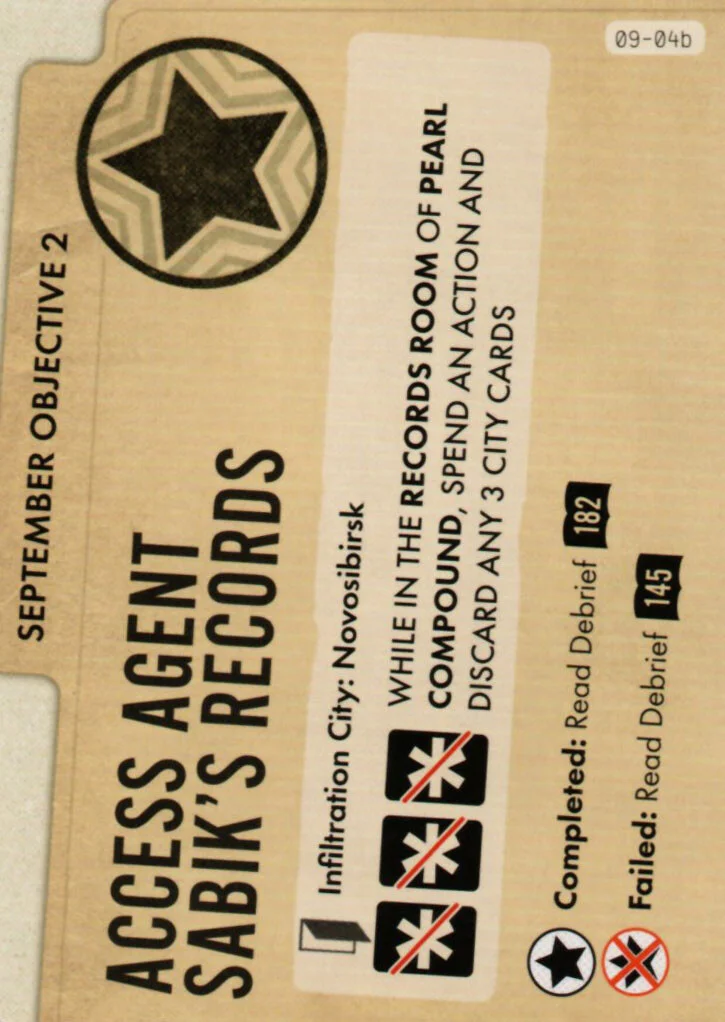 09-04b
SEPTEMBER OBJECTIVE 2
ACCESS AGENT
SABIK'S RECORDS
Infiltration City: Novosibirsk
WHILE IN THE RECORDS ROOM OF PEARL
COMPOUND, SPEND AN ACTION AND
DISCARD ANY 3 CITY CARDS
Completed: Read Debrief 182
Failed: Read Debrief 145